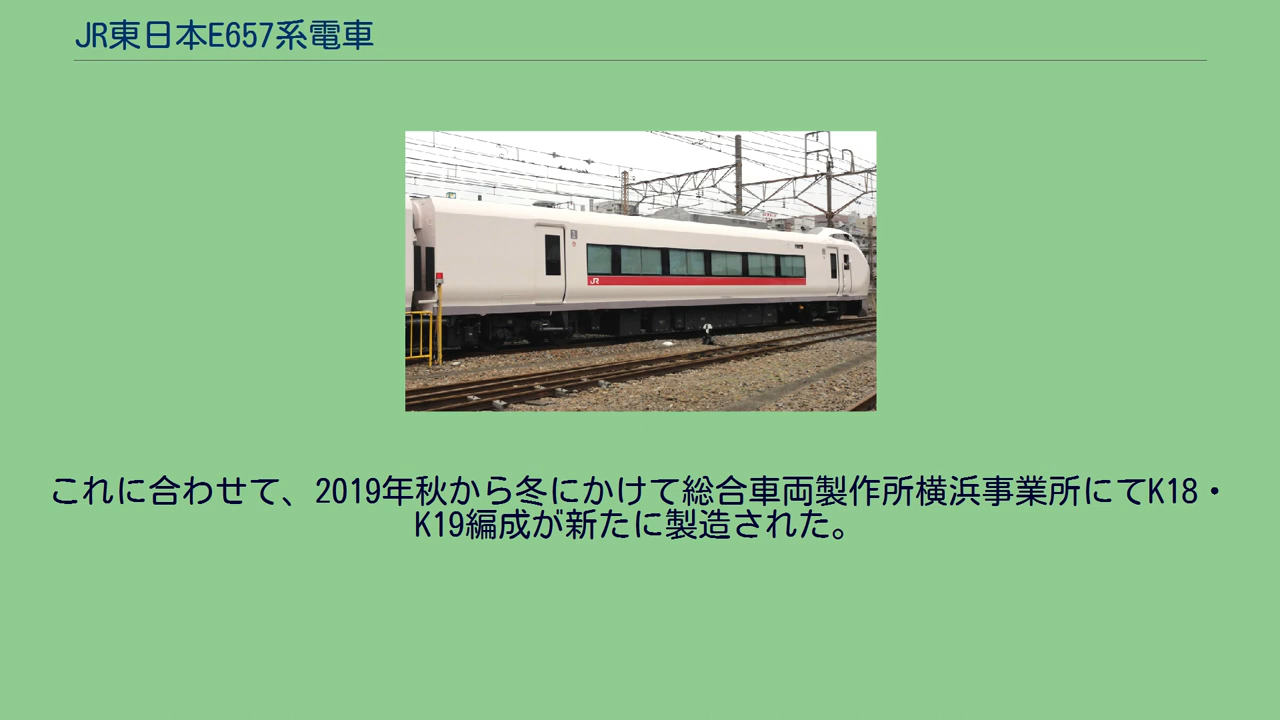 JR東日本E657系電車
JR
これに合わせて、2019年秋から冬にかけて総合車両製作所横浜事業所にてK18・
K19編成が新たに製造された。